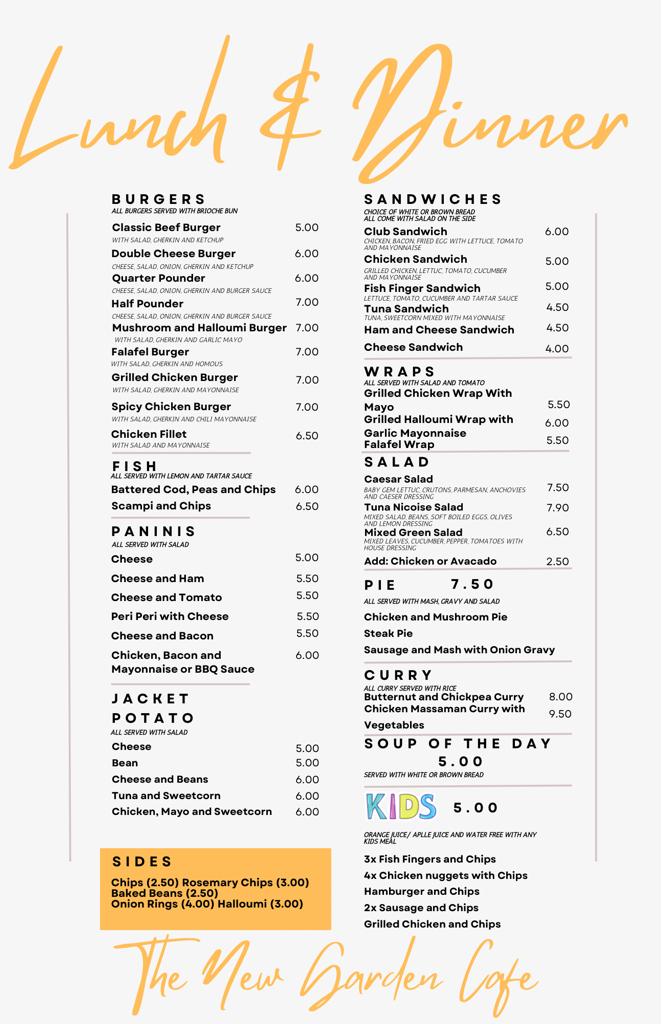 Lunch & Dinner
BURGERS
ALL BURGERS SERVED WITH BRIOCHE BUN
Classic Beef Burger 5.00
WITH SALAD, GHERKIN AND KETCHUP
Double Cheese Burger 6.00
CHEESE, SALAD, ONION, GHERKIN AND KETCHUP
Quarter Pounder 6.00
CHEESE, SALAD, ONION, GHERKIN AND BURGER SAUCE
Half Pounder 7.00
CHEESE, SALAD, ONION, GHERKIN AND BURGER SAUCE
Mushroom and Halloumi Burger 7.00
WITH SALAD, GHERKIN AND GARLIC MAYO
Falafel Burger 7.00
WITH SALAD, GHERKIN AND HOMOUS
Grilled Chicken Burger 7.00
WITH SALAD, GHERKIN AND MAYONNAISE
Spicy Chicken Burger 7.00
WITH SALAD, GHERKIN AND CHILI MAYONNAISE
Chicken Fillet 6.50
WITH SALAD AND MAYONNAISE
FISH
ALL SERVED WITH LEMON AND TARTAR SAUCE
Battered Cod, Peas and Chips 6.00
Scampi and Chips 6.50
PANINIS
ALL SERVED WITH SALAD
Cheese 5.00
Cheese and Ham 5.50
Cheese and Tomato 5.50
Peri Peri with Cheese 5.50
Cheese and Bacon 5.50
Chicken, Bacon and 6.00
Mayonnaise or BBQ Sauce
JACKET
POTATO
ALL SERVED WITH SALAD
Cheese 5.00
Bean 5.00
Cheese and Beans 6.00
Tuna and Sweetcorn 6.00
Chicken, Mayo and Sweetcorn 6.00
SIDES
Chips (2.50) Rosemary Chips (3.00)
Baked Beans (2.50)
Onion Rings (4.00) Halloumi (3.00)
SANDWICHES
CHOICE OF WHITE OR BROWN BREAD
ALL COME WITH SALAD ON THE SIDE
Club Sandwich 6.00
CHICKEN, BACON, FRIED EGG WITH LETTUCE, TOMATO
AND MAYONNAISE
Chicken Sandwich 5.00
GRILLED CHICKEN, LETTUC, TOMATO, CUCUMBER
AND MAYONNAISE
Fish Finger Sandwich 5.00
LETTUCE, TOMATO, CUCUMBER AND TARTAR SAUCE
Tuna Sandwich 4.50
TUNA, SWEETCORN MIXED WITH MAYONNAISE
Ham and Cheese Sandwich 4.50
Cheese Sandwich 4.00
WRAPS
ALL SERVED WITH SALAD AND TOMATO
Grilled Chicken Wrap With
Mayo 5.50
Grilled Halloumi Wrap with 6.00
Garlic Mayonnaise
Falafel Wrap 5.50
SALAD
Caesar Salad
BABY GEM LETTUC, CRUTONS, PARMESAN, ANCHOVIES 7.50
AND CAESER DRESSING
Tuna Nicoise Salad 7.90
MIXED SALAD, BEANS, SOFT BOILED EGGS, OLIVES
AND LEMON DRESSING
Mixed Green Salad 6.50
MIXED LEAVES, CUCUMBER, PEPPER, TOMATOES WITH
HOUSE DRESSING
Add: Chicken or Avacado 2.50
PIE 7.50
ALL SERVED WITH MASH, GRAVY AND SALAD
Chicken and Mushroom Pie
Steak Pie
Sausage and Mash with Onion Gravy
CURRY
ALL CURRY SERVED WITH RICE
Butternut and Chickpea Curry 8.00
Chicken Massaman Curry with 9.50
Vegetables
SOUP OF THE DAY
5.00
SERVED WITH WHITE OR BROWN BREAD
KIDS 5.00
ORANGE JUICE/ APLLE JUICE AND WATER FREE WITH ANY
KIDS MEAL
3x Fish Fingers and Chips
4x Chicken nuggets with Chips
Hamburger and Chips
2x Sausage and Chips
Grilled Chicken and Chips
The New Garden Cafe